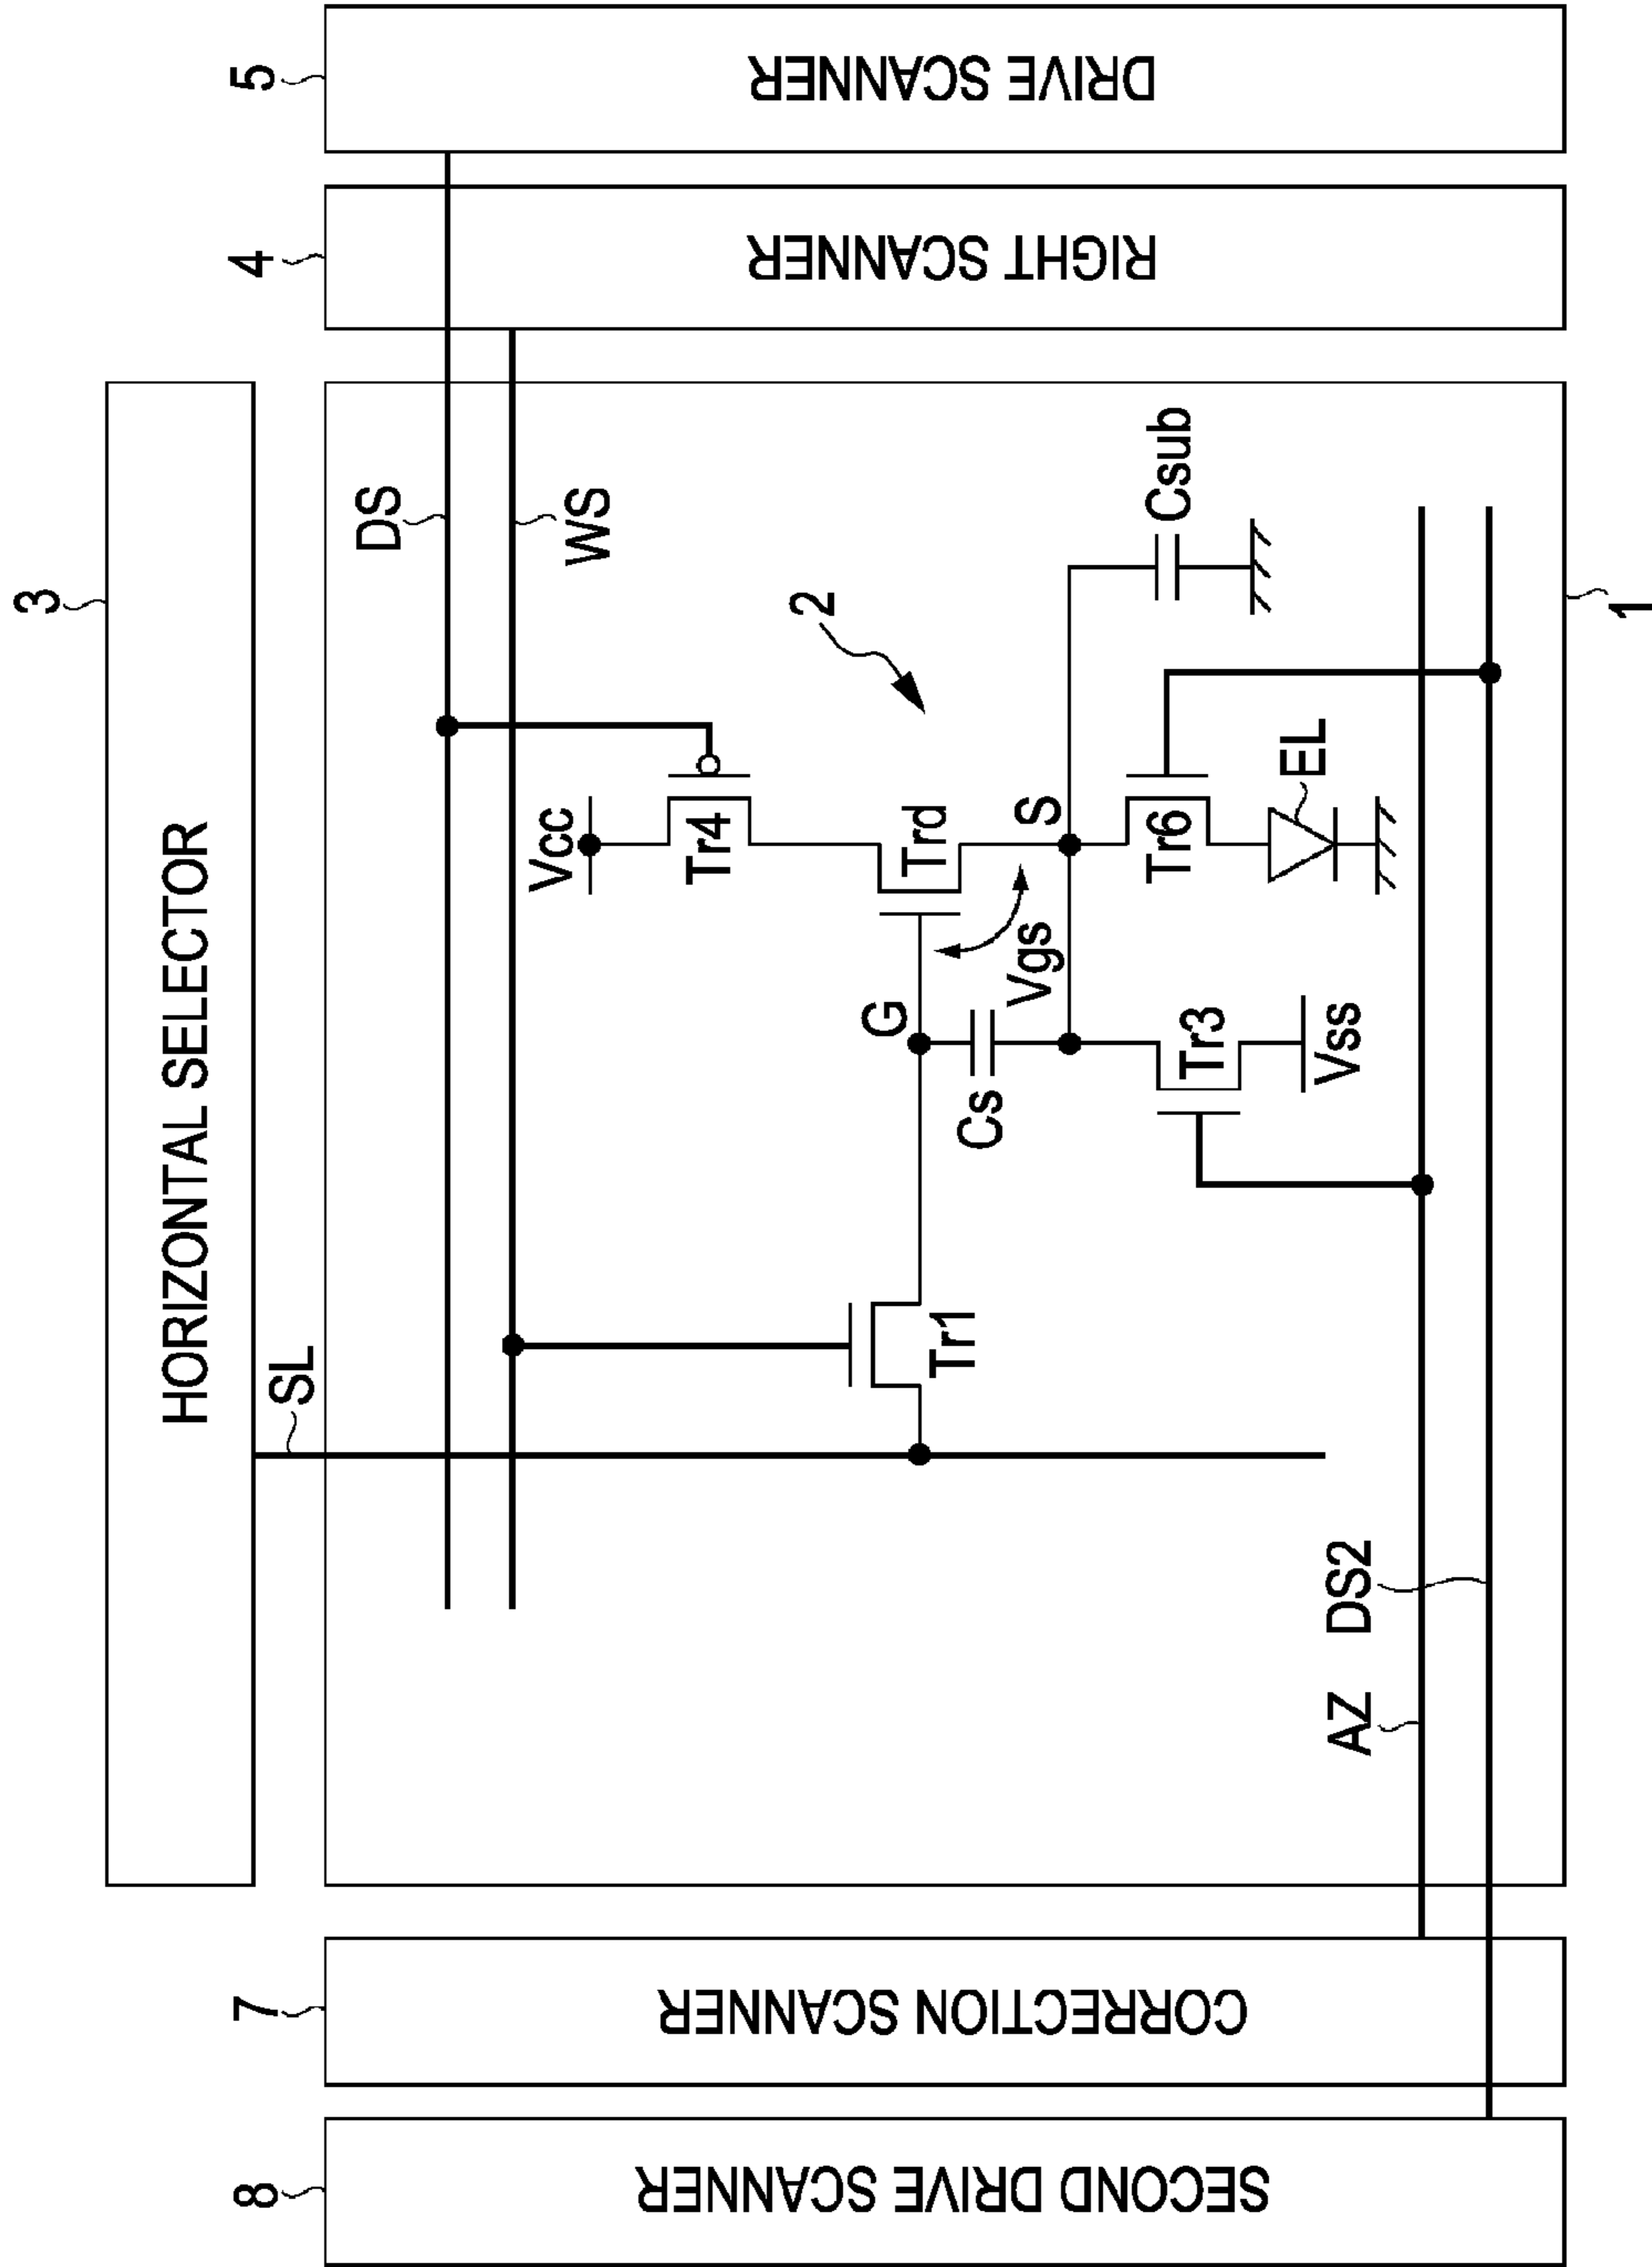 3
HORIZONTAL SELECTOR
8
7
SL
4
5
SECOND DRIVE SCANNER
CORRECTION SCANNER
RIGHT SCANNER
DRIVE SCANNER
DS
WS
Vcc
Tr4
2
Tr1
G
Trd
Cs
Vgs
S
Csub
Tr3
Tr6
Vss
EL
AZ
DS2
1